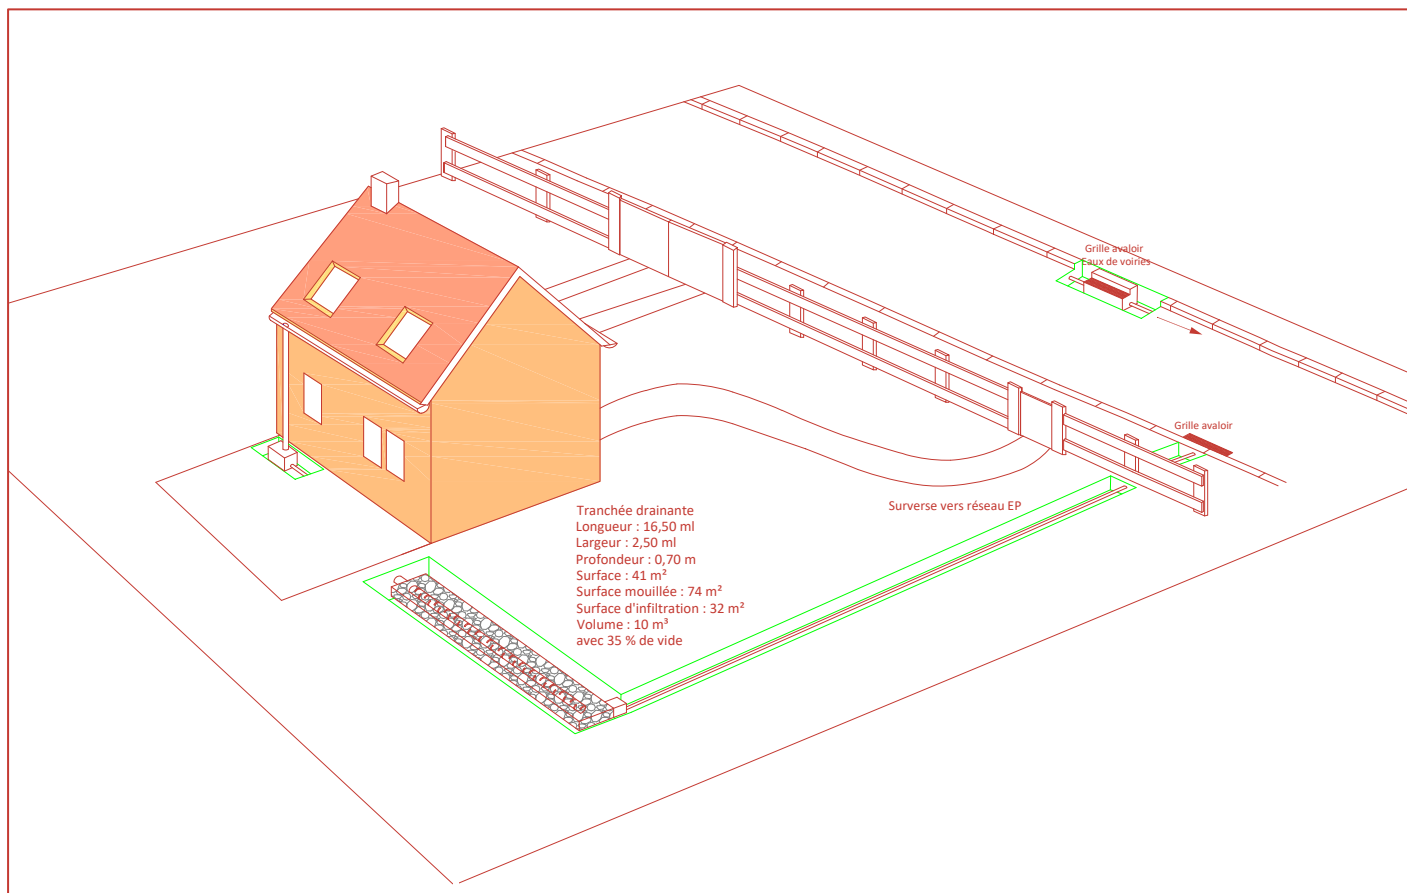 Grille avaloir
Eaux de voiries
Grille avaloir
Surverse vers réseau EP
Tranchée drainante
Longueur : 16,50 ml
Largeur : 2,50 ml
Profondeur : 0,70 m
Surface : 41 m²
Surface mouillée : 74 m²
Surface d'infiltration : 32 m²
Volume : 10 m³
avec 35 % de vide